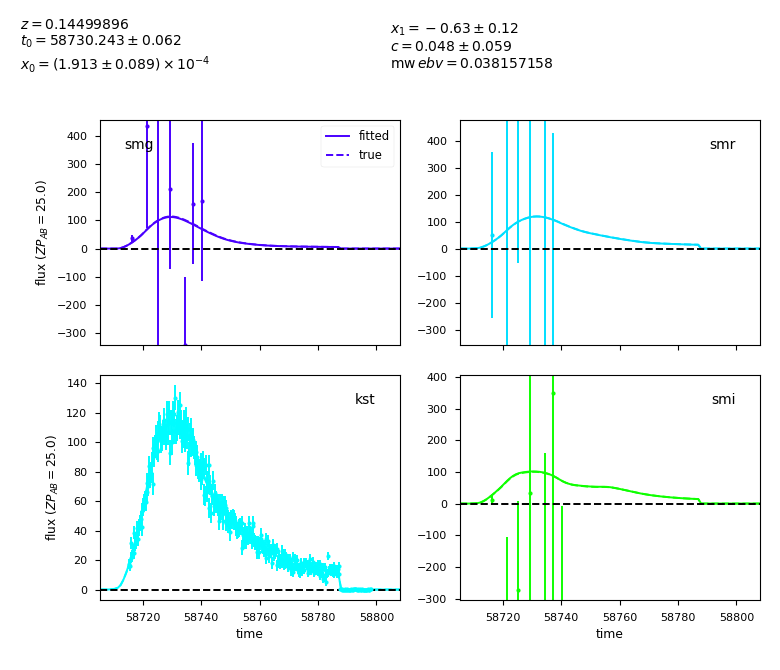 z = 0.14499896
t₀ = 58730.243 ± 0.062
x₀ = (1.913 ± 0.089) × 10⁻⁴
x₁ = −0.63 ± 0.12
c = 0.048 ± 0.059
mw ebv = 0.038157158
smg
fitted
true
400
300
200
100
0
−100
−200
−300
flux (ZP_AB = 25.0)
smr
400
300
200
100
0
−100
−200
−300
kst
140
120
100
80
60
40
20
0
flux (ZP_AB = 25.0)
58720 58740 58760 58780 58800
time
smi
400
300
200
100
0
−100
−200
−300
58720 58740 58760 58780 58800
time